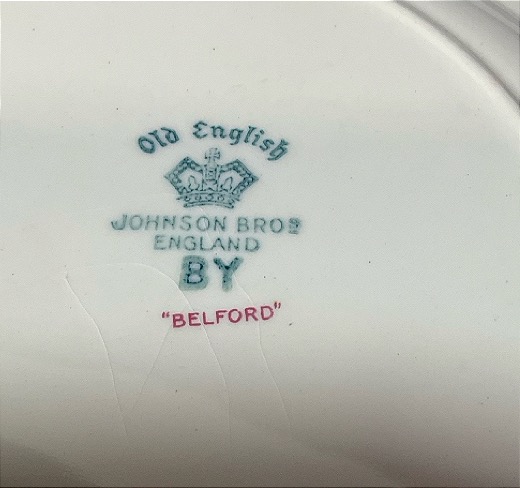 Old English
JOHNSON BROS
ENGLAND
BY
"BELFORD"